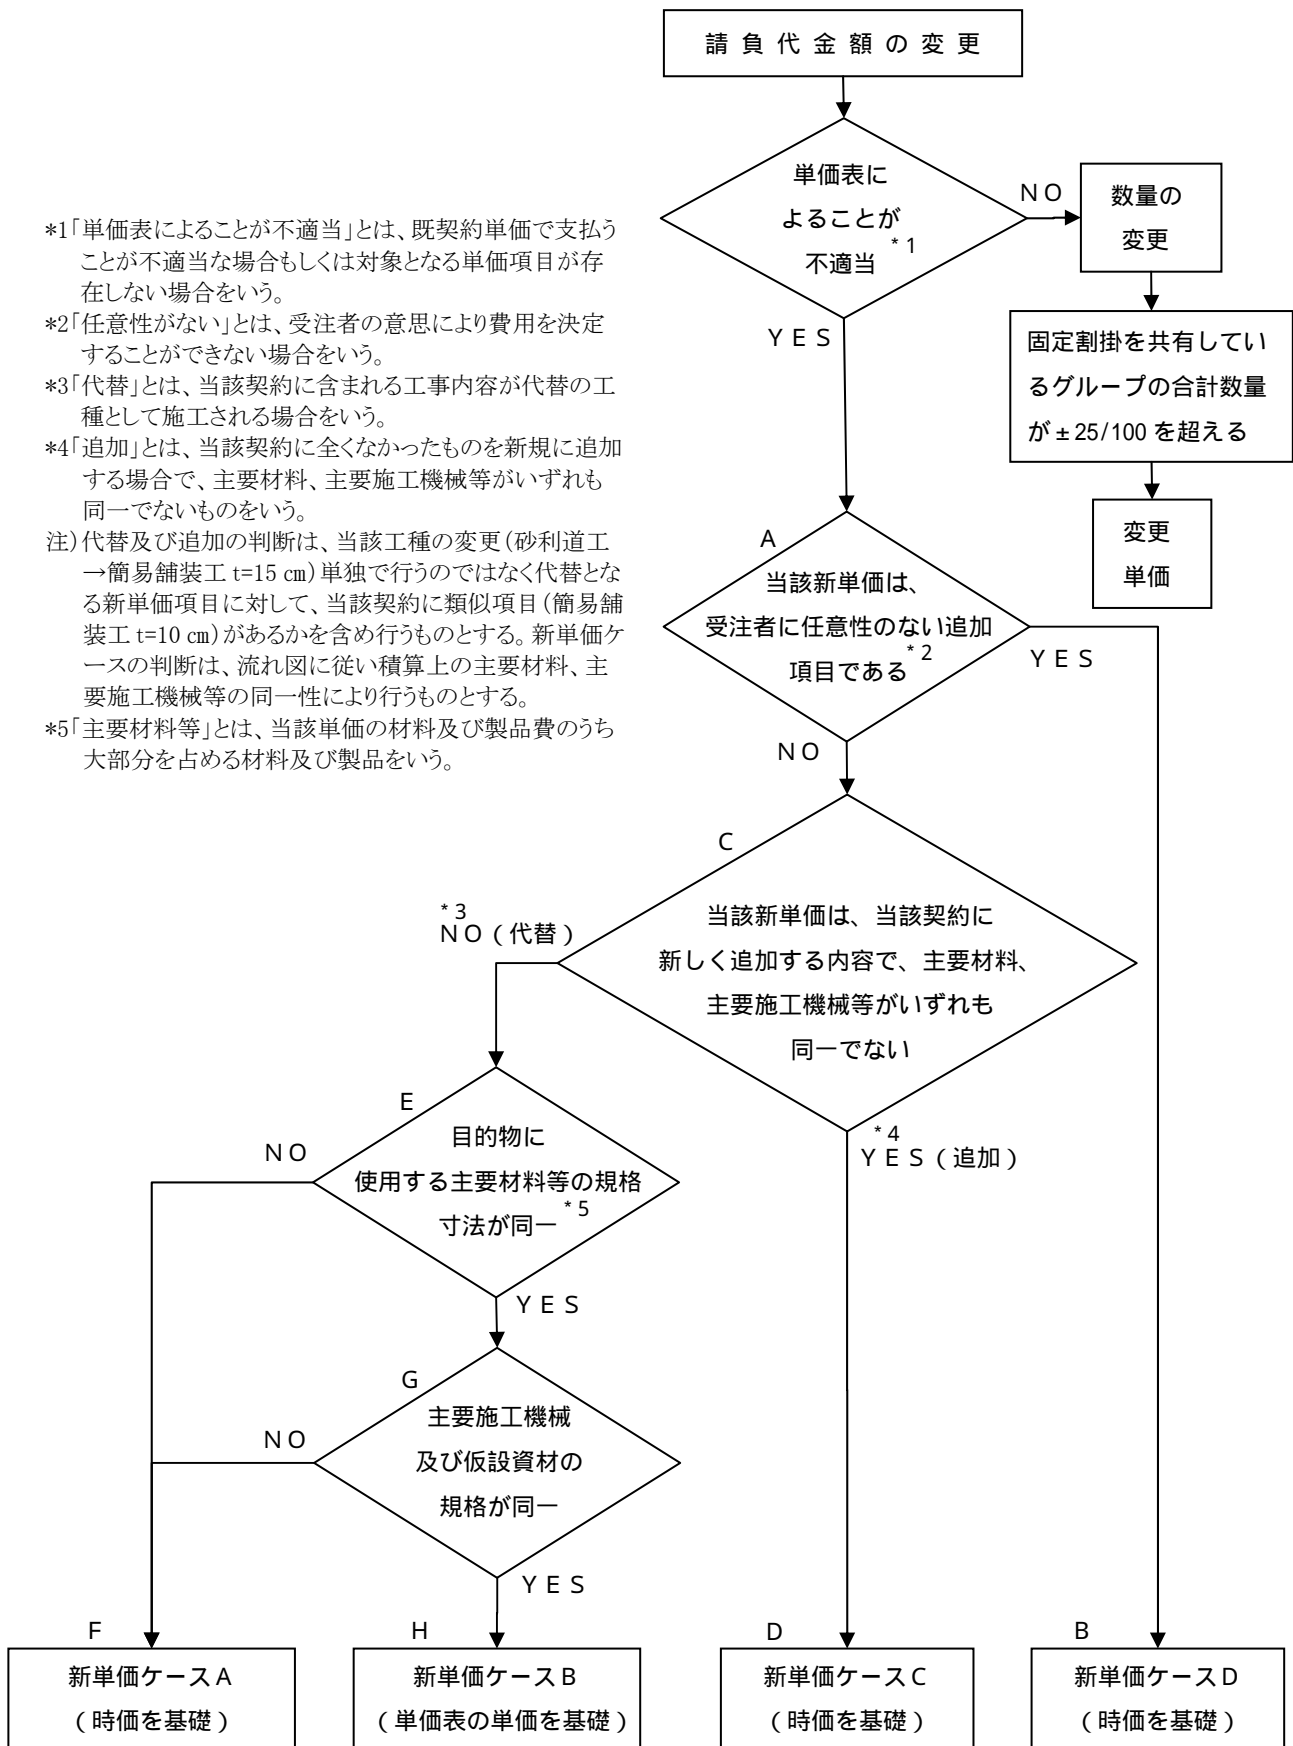 請負代金額の変更
単価表に
よることが
不適当*1
NO
数量の
変更
YES
固定割掛を共有してい
るグループの合計数量
が±25/100を超える
変更
単価
*1「単価表によることが不適当」とは、既契約単価で支払う
ことが不適当な場合もしくは対象となる単価項目が存
在しない場合をいう。
*2「任意性がない」とは、受注者の意思により費用を決定
することができない場合をいう。
*3「代替」とは、当該契約に含まれる工事内容が代替の工
種として施工される場合をいう。
*4「追加」とは、当該契約に全くなかったものを新規に追加
する場合で、主要材料、主要施工機械等がいずれも
同一でないものをいう。
注)代替及び追加の判断は、当該工種の変更(砂利道工
→簡易舗装工 t=15 ㎝)単独で行うのではなく代替とな
る新単価項目に対して、当該契約に類似項目(簡易舗
装工 t=10 ㎝)があるかを含め行うものとする。新単価ケ
ースの判断は、流れ図に従い積算上の主要材料、主
要施工機械等の同一性により行うものとする。
*5「主要材料等」とは、当該単価の材料及び製品費のうち
大部分を占める材料及び製品をいう。
A
当該新単価は、
受注者に任意性のない追加
項目である*2
YES
NO
C
当該新単価は、当該契約に
新しく追加する内容で、主要材料、
主要施工機械等がいずれも
同一でない
*3
NO(代替)
*4
YES(追加)
E
目的物に
使用する主要材料等の規格
寸法が同一*5
NO
YES
G
主要施工機械
及び仮設資材の
規格が同一
NO
YES
F
新単価ケースA
(時価を基礎)
H
新単価ケースB
(単価表の単価を基礎)
D
新単価ケースC
(時価を基礎)
B
新単価ケースD
(時価を基礎)